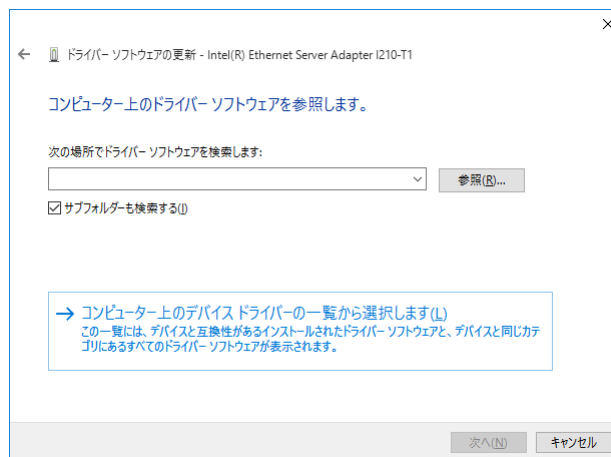 ドライバー ソフトウェアの更新 - Intel(R) Ethernet Server Adapter I210-T1
コンピューター上のドライバー ソフトウェアを参照します。
次の場所でドライバー ソフトウェアを検索します:
参照(R)...
サブフォルダーも検索する(I)
コンピューター上のデバイス ドライバーの一覧から選択します(L)
この一覧には、デバイスと互換性があるインストールされたドライバー ソフトウェアと、デバイスと同じカテ
ゴリにあるすべてのドライバー ソフトウェアが表示されます。
次へ(N)
キャンセル